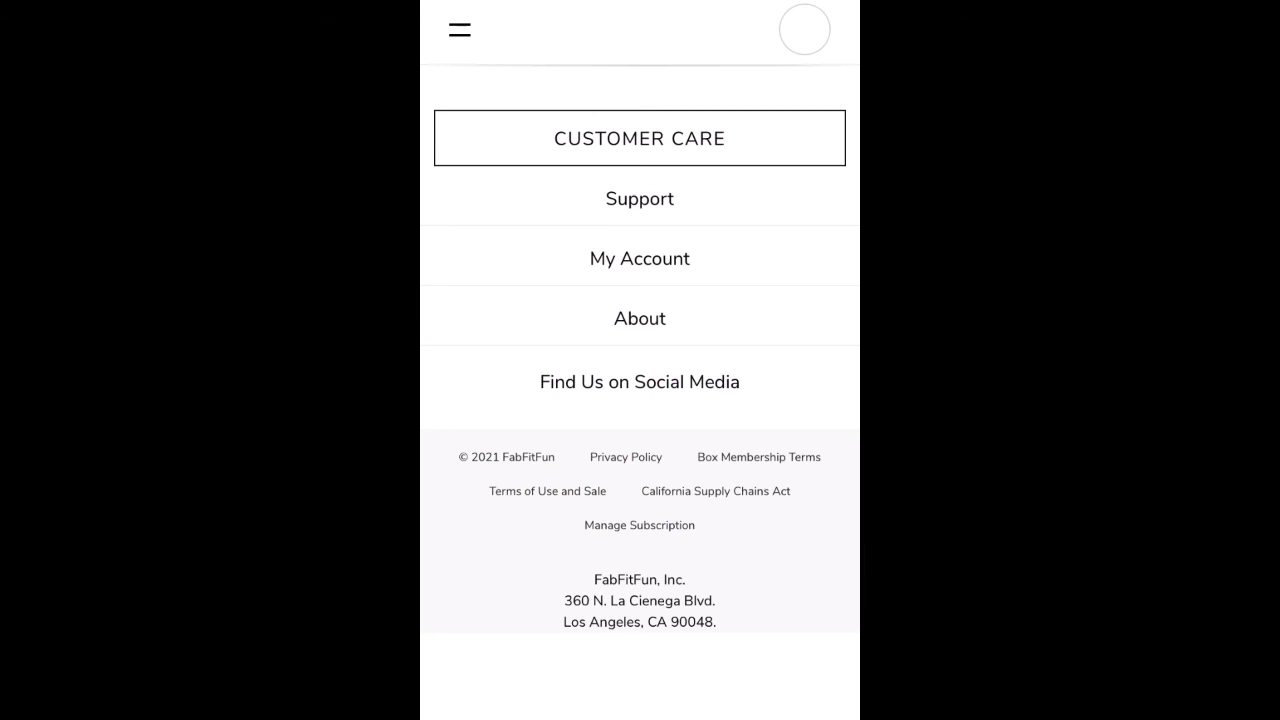 CUSTOMER CARE
Support
My Account
About
Find Us on Social Media
© 2021 FabFitFun Privacy Policy Box Membership Terms
Terms of Use and Sale California Supply Chains Act
Manage Subscription
FabFitFun, Inc.
360 N. La Cienega Blvd.
Los Angeles, CA 90048.